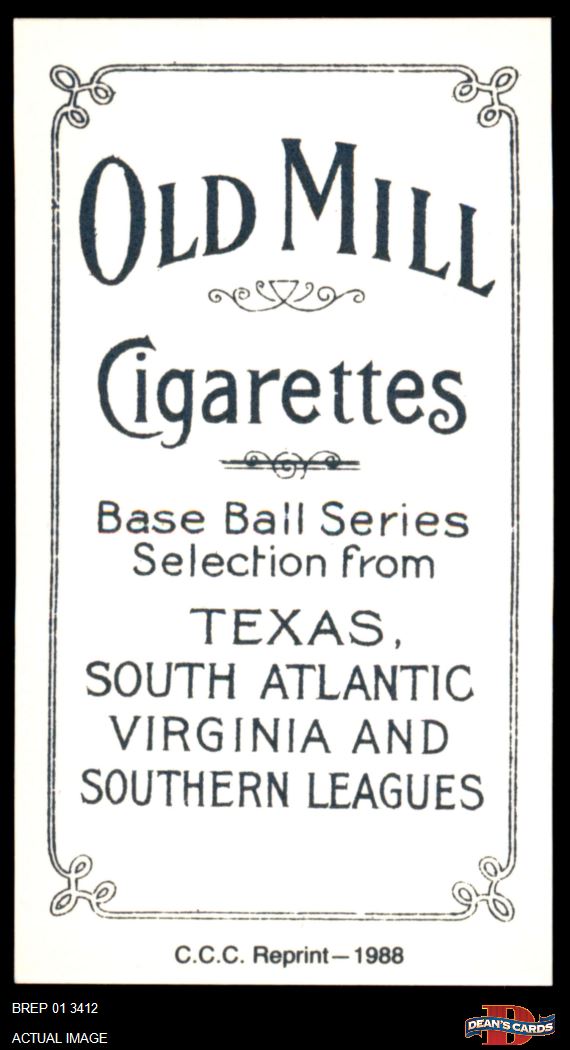 OLD MILL
Cigarettes
Base Ball Series
Selection from
TEXAS,
SOUTH ATLANTIC
VIRGINIA AND
SOUTHERN LEAGUES
C.C.C. Reprint—1988
BREP 01 3412
ACTUAL IMAGE
D
DEAN'S CARDS